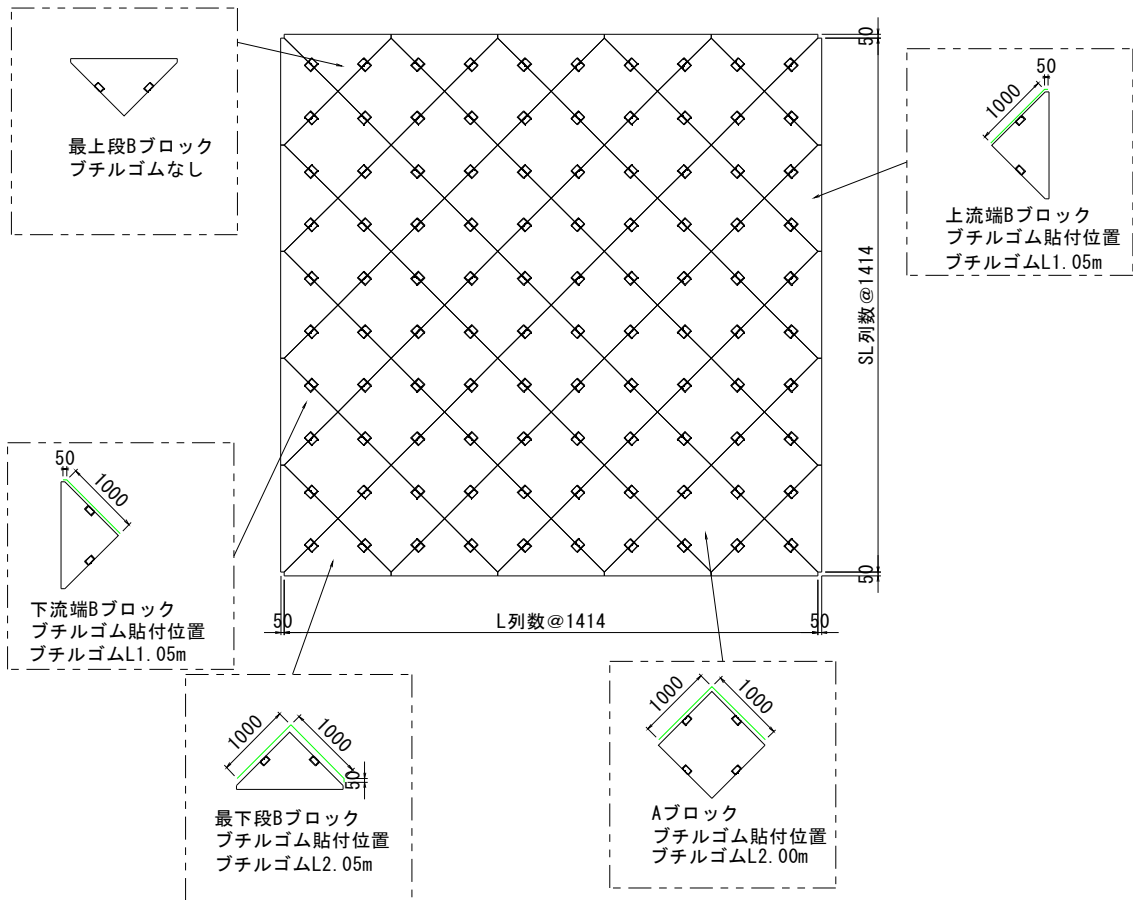 最上段Bブロック
ブチルゴムなし
50
50
1000
上流端Bブロック
ブチルゴム貼付位置
ブチルゴムL1.05m
SL列数@1414
50
50
1000
下流端Bブロック
ブチルゴム貼付位置
ブチルゴムL1.05m
50
L列数@1414
50
1000
1000
50
最下段Bブロック
ブチルゴム貼付位置
ブチルゴムL2.05m
1000
1000
Aブロック
ブチルゴム貼付位置
ブチルゴムL2.00m